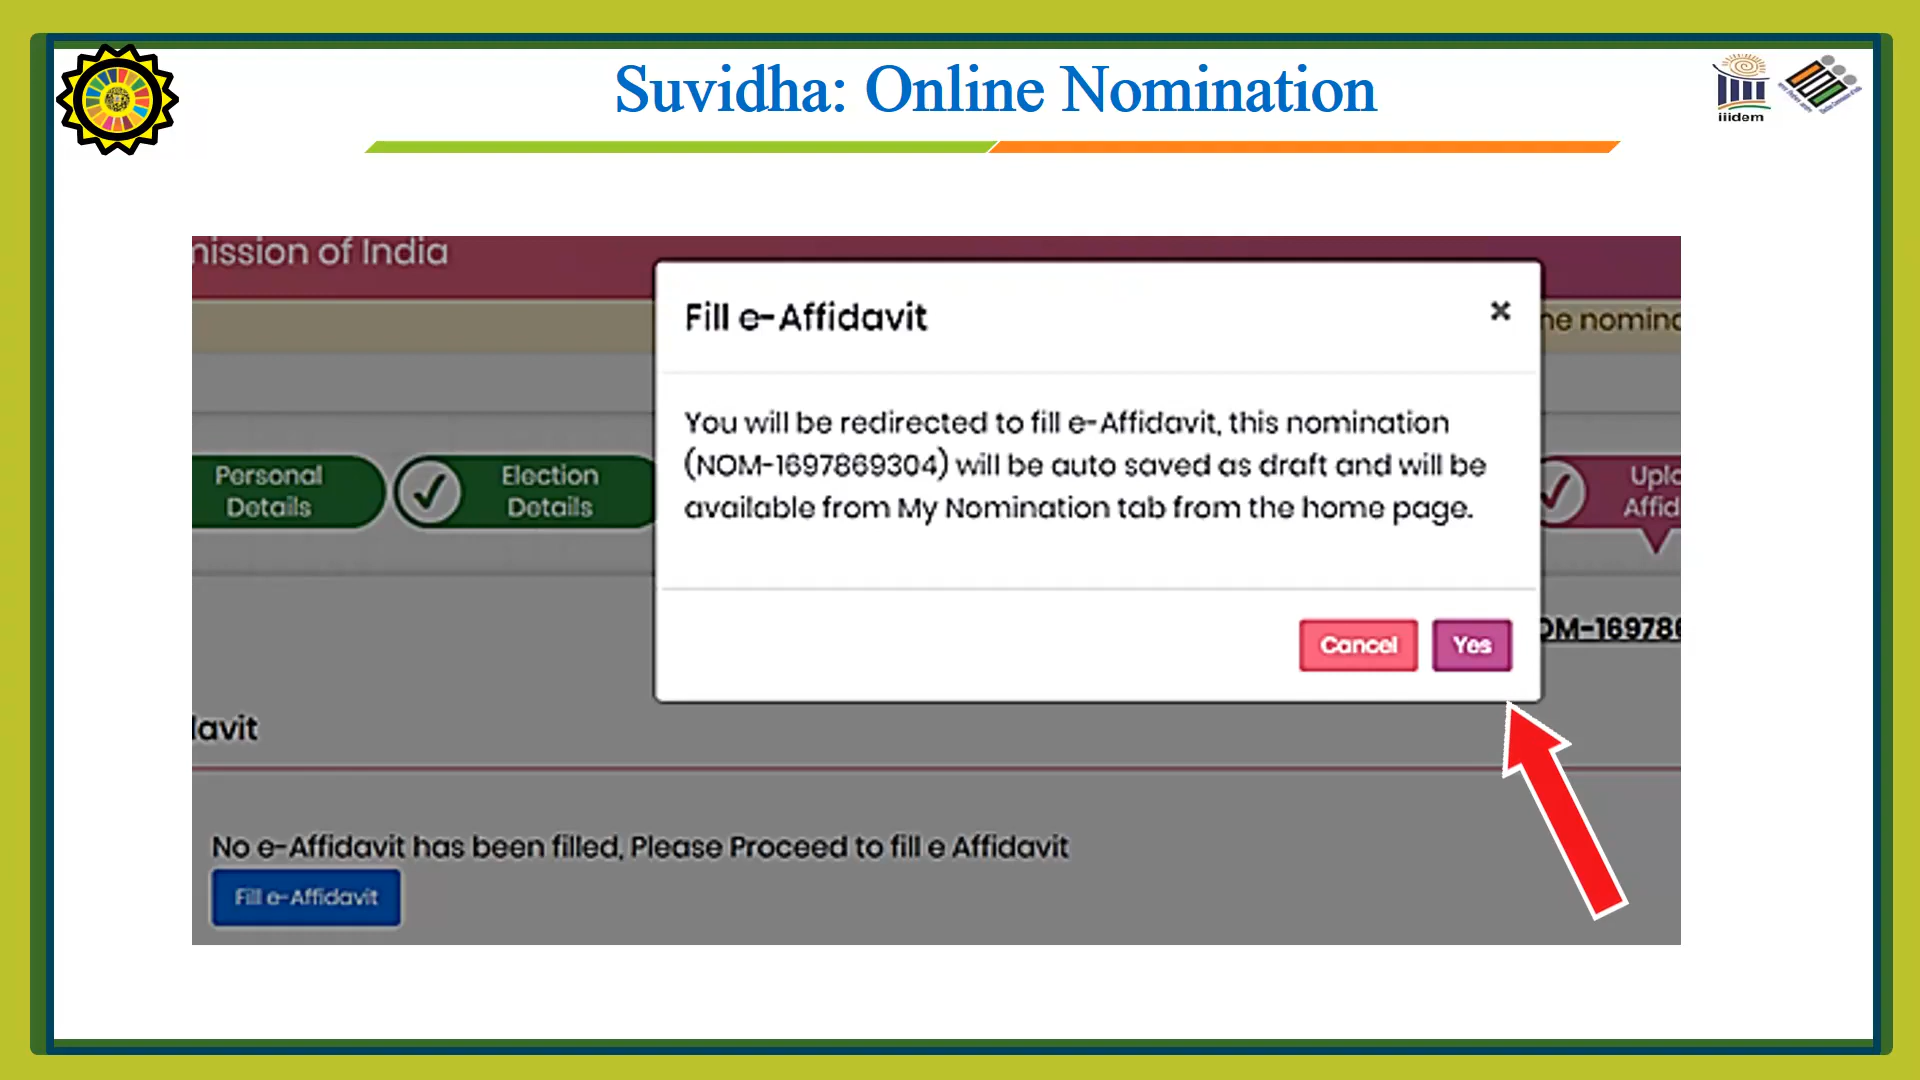 Suvidha: Online Nomination
iiidem
nission of India
Fill e-Affidavit
×
he nomin
You will be redirected to fill e-Affidavit, this nomination
(NOM-1697869304) will be auto saved as draft and will be
available from My Nomination tab from the home page.
Personal
Details
Election
Details
Uplo
Affid
Cancel
Yes
OM-16978
davit
No e-Affidavit has been filled, Please Proceed to fill e Affidavit
Fill e-Affidavit